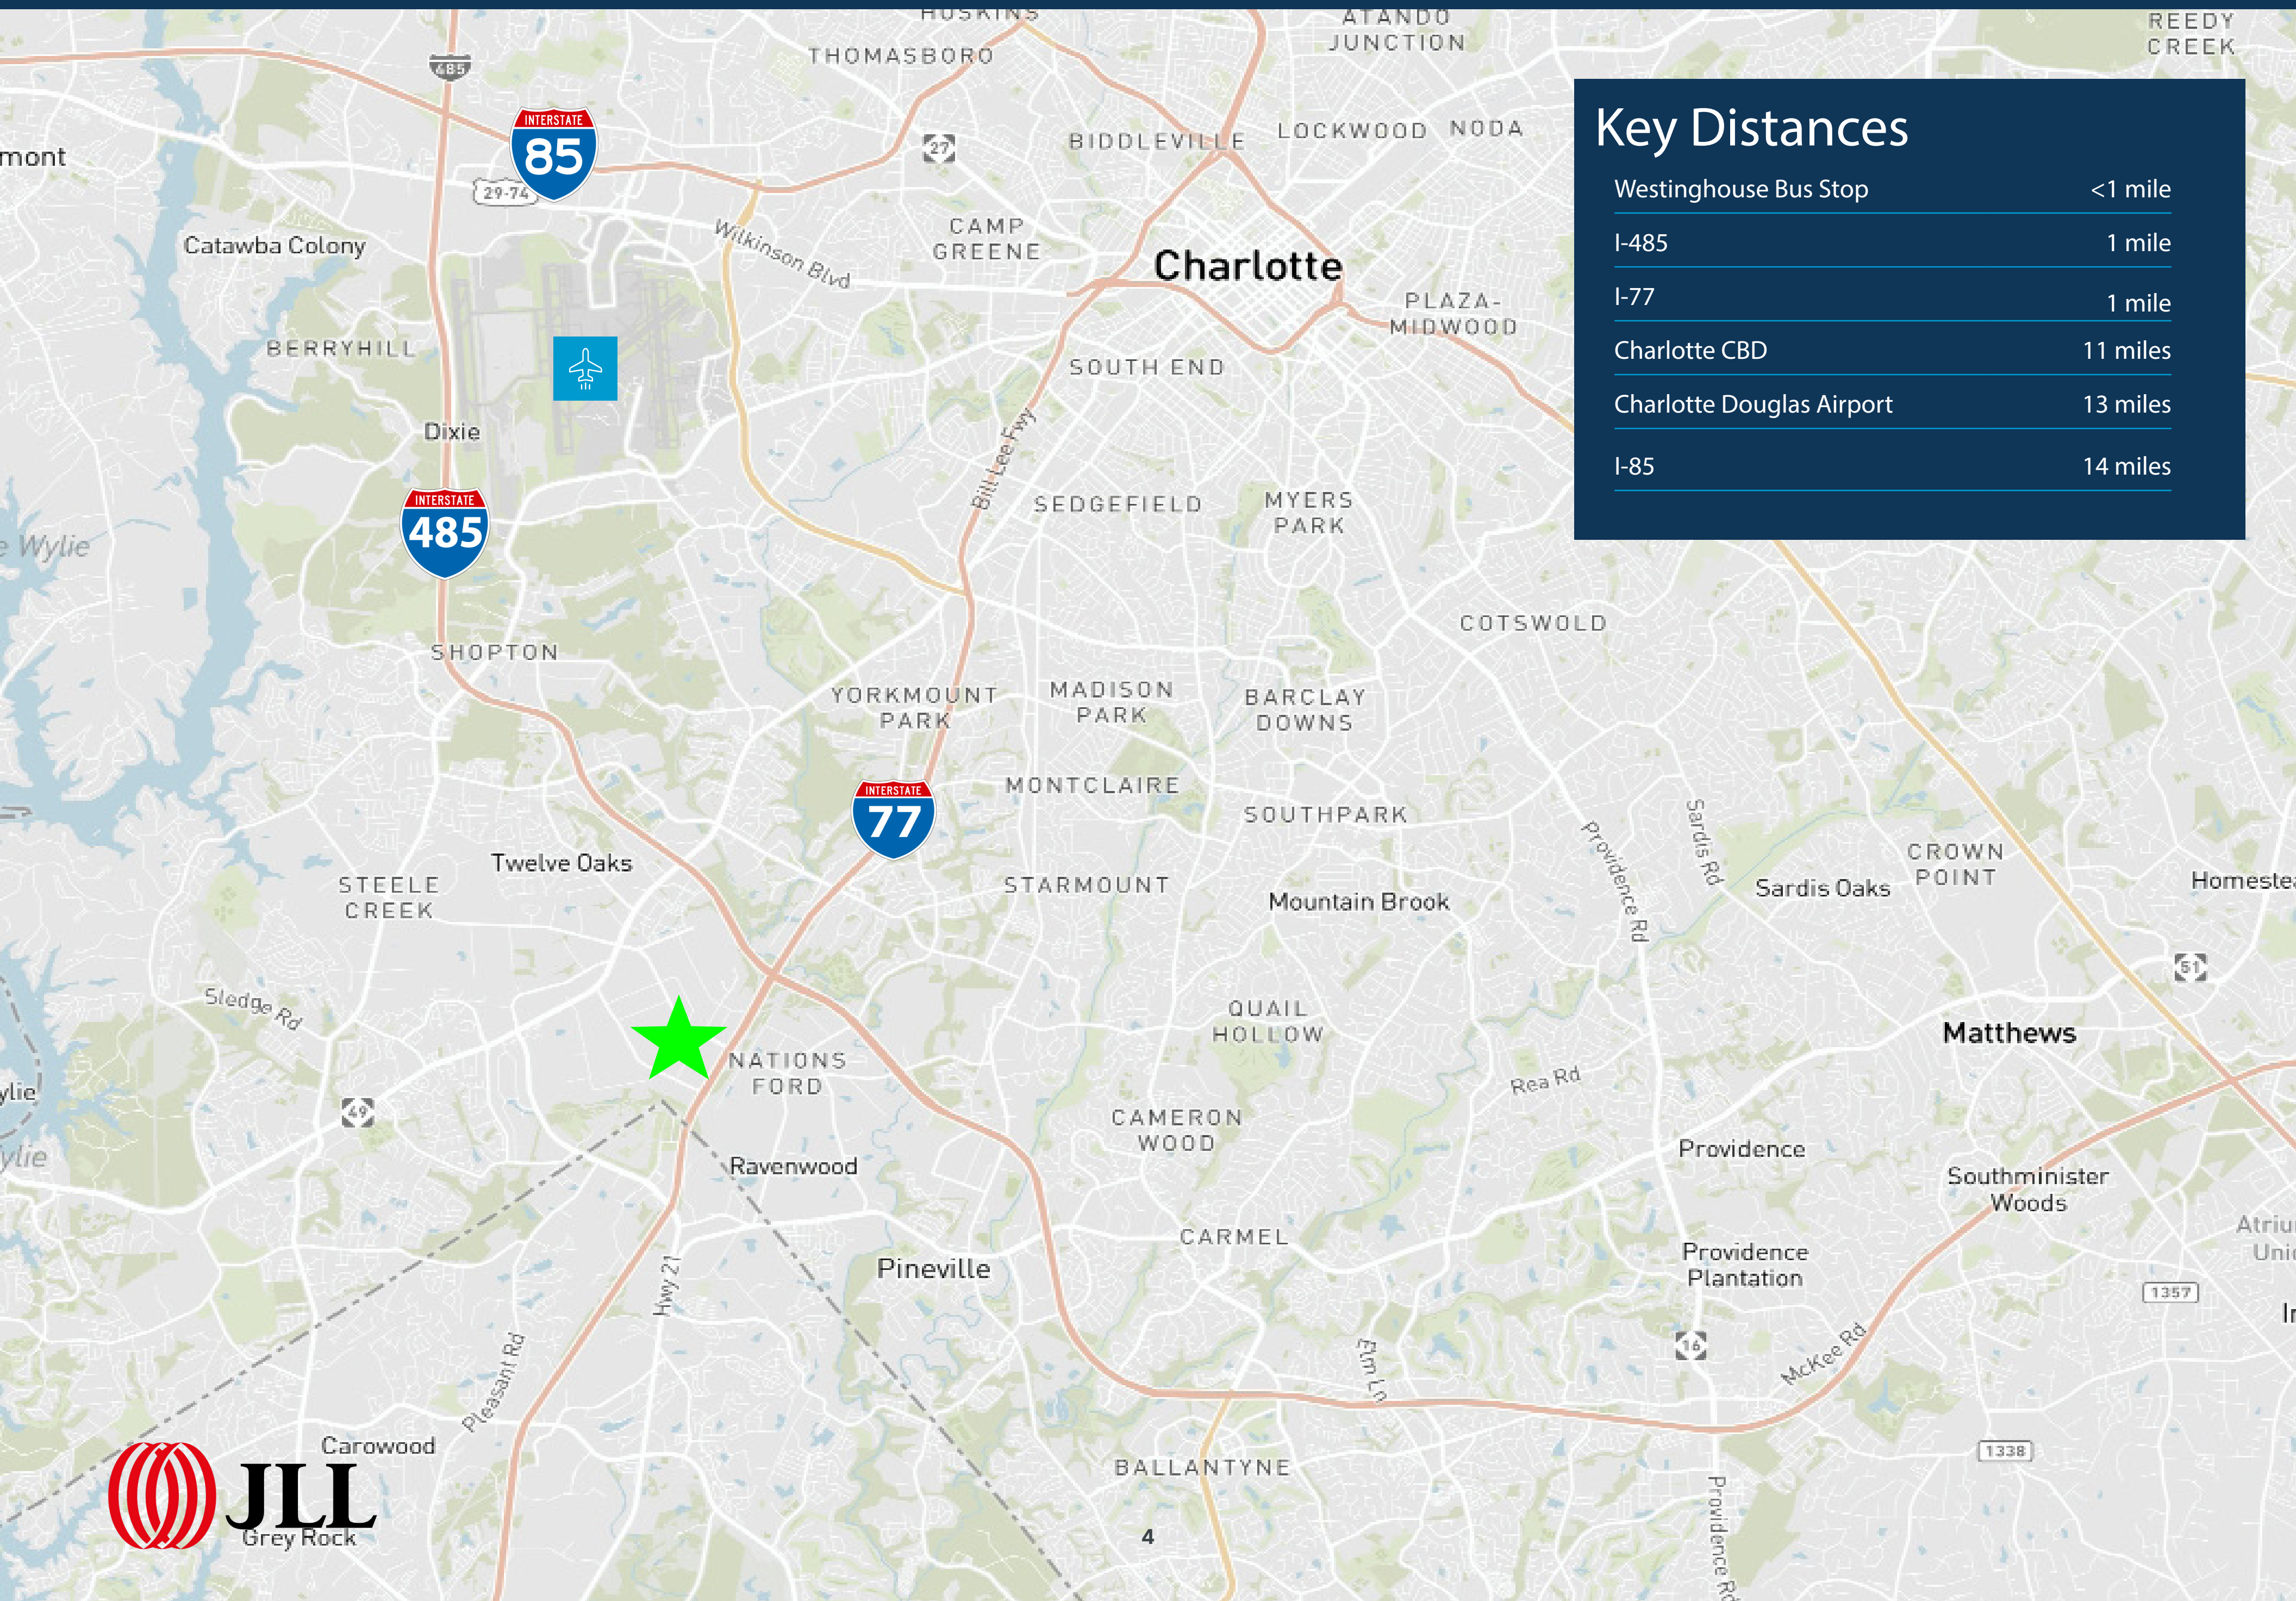 HOSKINS
ATANDO
JUNCTION
REEDY
CREEK
THOMASBORO
485
INTERSTATE
85
29-74
27
BIDDLEVILLE
LOCKWOOD
NODA
mont
Key Distances
Westinghouse Bus Stop <1 mile
I-485 1 mile
I-77 1 mile
Charlotte CBD 11 miles
Charlotte Douglas Airport 13 miles
I-85 14 miles
Catawba Colony
Wilkinson Blvd
CAMP
GREENE
Charlotte
PLAZA-
MIDWOOD
BERRYHILL
SOUTH END
Dixie
Bill Lee Fwy
INTERSTATE
485
SEDGEFIELD
MYERS
PARK
e Wylie
COTSWOLD
SHOPTON
YORKMOUNT
PARK
MADISON
PARK
BARCLAY
DOWNS
INTERSTATE
77
MONTCLAIRE
SOUTHPARK
Providence Rd
Sardis Rd
CROWN
POINT
Twelve Oaks
STEELE
CREEK
STARMOUNT
Mountain Brook
Sardis Oaks
Homestea
51
Sledge Rd
QUAIL
HOLLOW
Matthews
NATIONS
FORD
Rea Rd
ylie
49
CAMERON
WOOD
ylie
Ravenwood
Providence
Southminister
Woods
Atriu
Unio
CARMEL
Pineville
Hwy 21
Providence
Plantation
1357
In
Pleasant Rd
Elm Ln
16
McKee Rd
Carowood
JLL
Grey Rock
BALLANTYNE
1338
Providence Rd
4